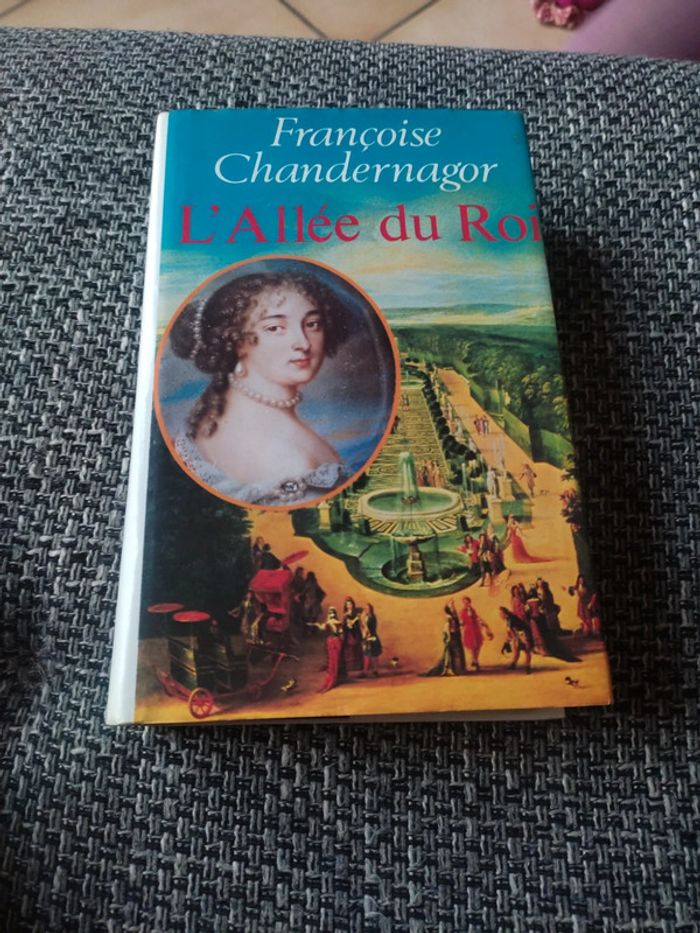 Françoise
Chandernagor
L'Allée du Roi